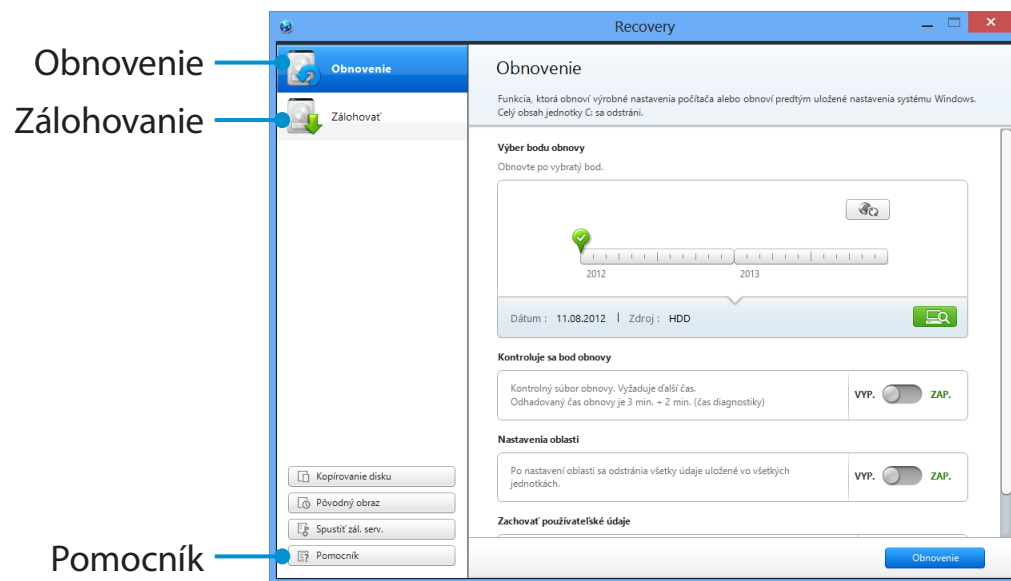 Recovery
Obnovenie
Zálohovanie
Pomocník
Obnovenie
Zálohovať
Kopírovanie disku
Pôvodný obraz
Spustiť zál. serv.
Pomocník
Obnovenie
Funkcia, ktorá obnoví výrobné nastavenia počítača alebo obnoví predtým uložené nastavenia systému Windows.
Celý obsah jednotky C: sa odstráni.
Výber bodu obnovy
Obnovte po vybratý bod.
2012 2013
Dátum : 11.08.2012 | Zdroj : HDD
Kontroluje sa bod obnovy
Kontrolný súbor obnovy. Vyžaduje ďalší čas.
Odhadovaný čas obnovy je 3 min. + 2 min. (čas diagnostiky)
VYP. ZAP.
Nastavenia oblasti
Po nastavení oblasti sa odstránia všetky údaje uložené vo všetkých
jednotkách.
VYP. ZAP.
Zachovať používateľské údaje
Obnovenie